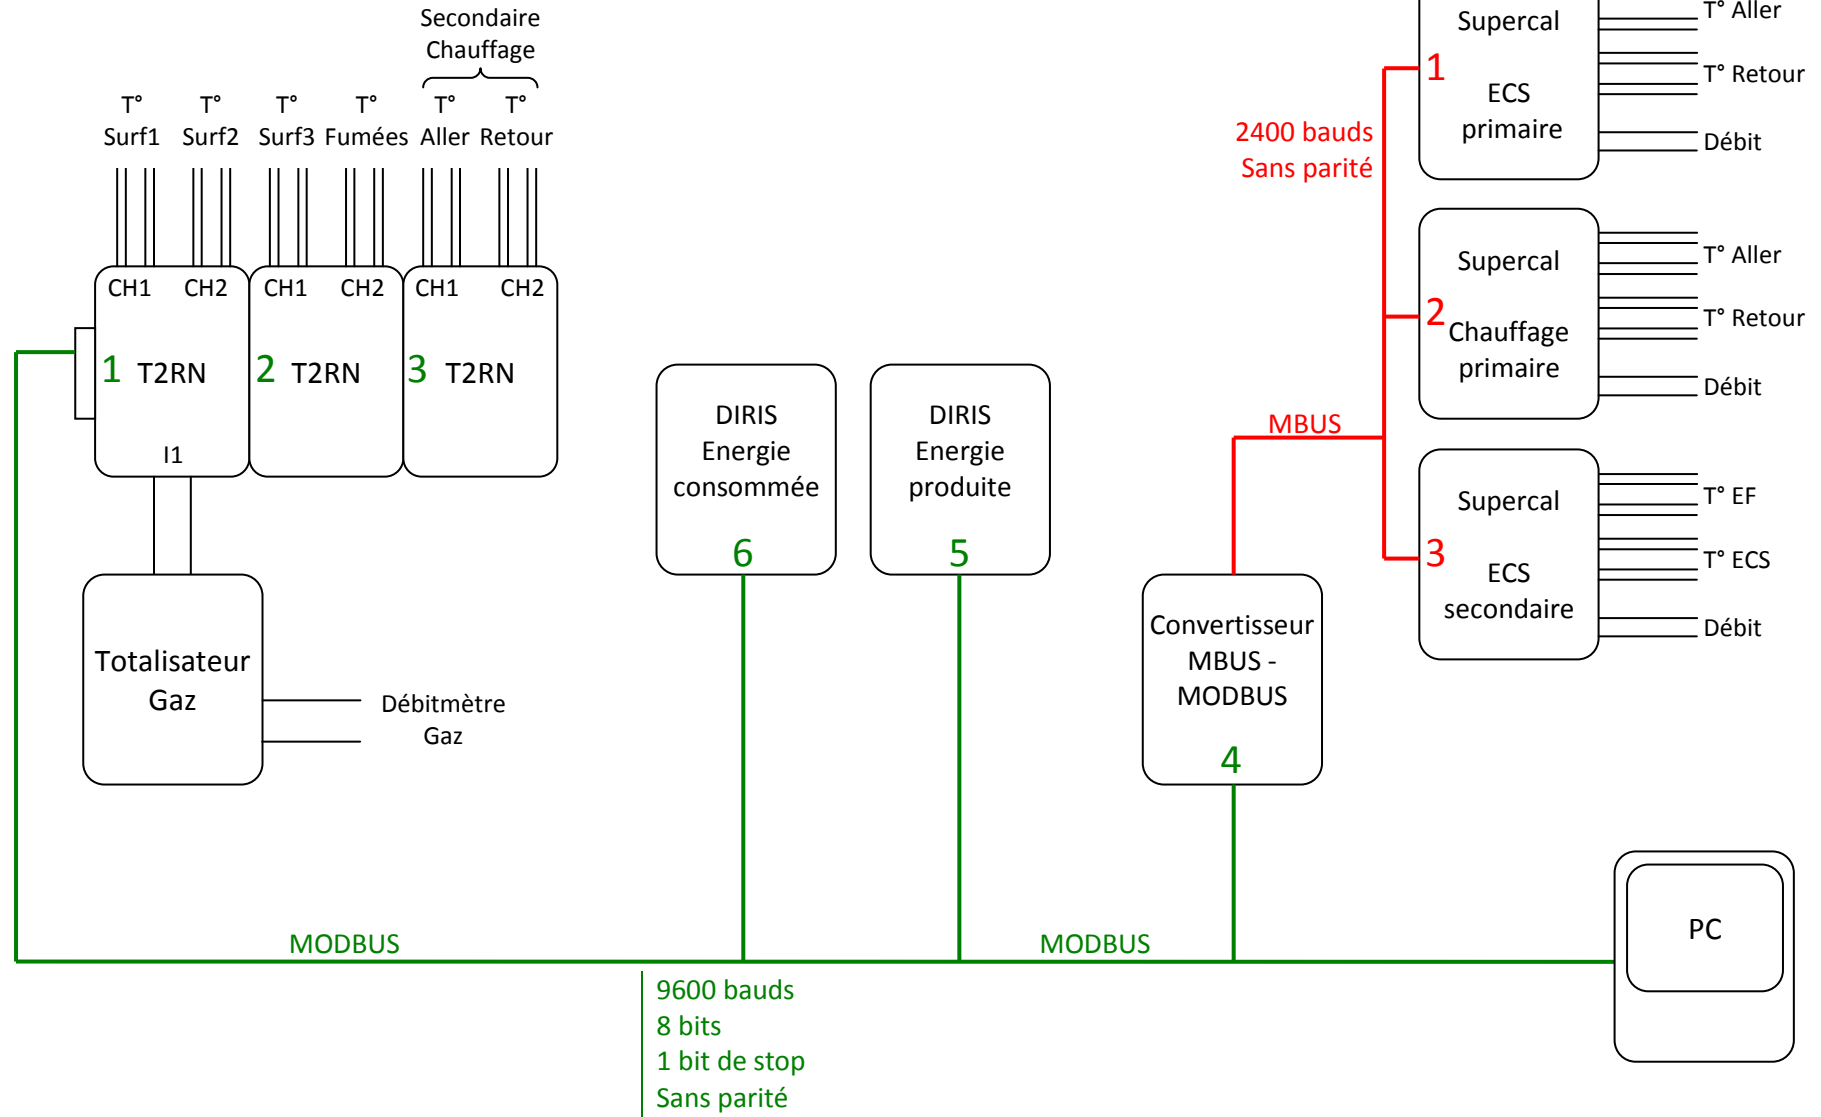 Secondaire
Chauffage
T° Surf1
T° Surf2
T° Surf3
T° Fumées
T° Aller
T° Retour
CH1 CH2 CH1 CH2 CH1 CH2
1 T2RN 2 T2RN 3 T2RN
I1
Totalisateur
Gaz
Débitmètre
Gaz
DIRIS
Energie
consommée
6
DIRIS
Energie
produite
5
2400 bauds
Sans parité
MBUS
Supercal
1
ECS
primaire
T° Aller
T° Retour
Débit
Supercal
2
Chauffage
primaire
T° Aller
T° Retour
Débit
Supercal
3
ECS
secondaire
T° EF
T° ECS
Débit
Convertisseur
MBUS -
MODBUS
4
PC
MODBUS
MODBUS
9600 bauds
8 bits
1 bit de stop
Sans parité